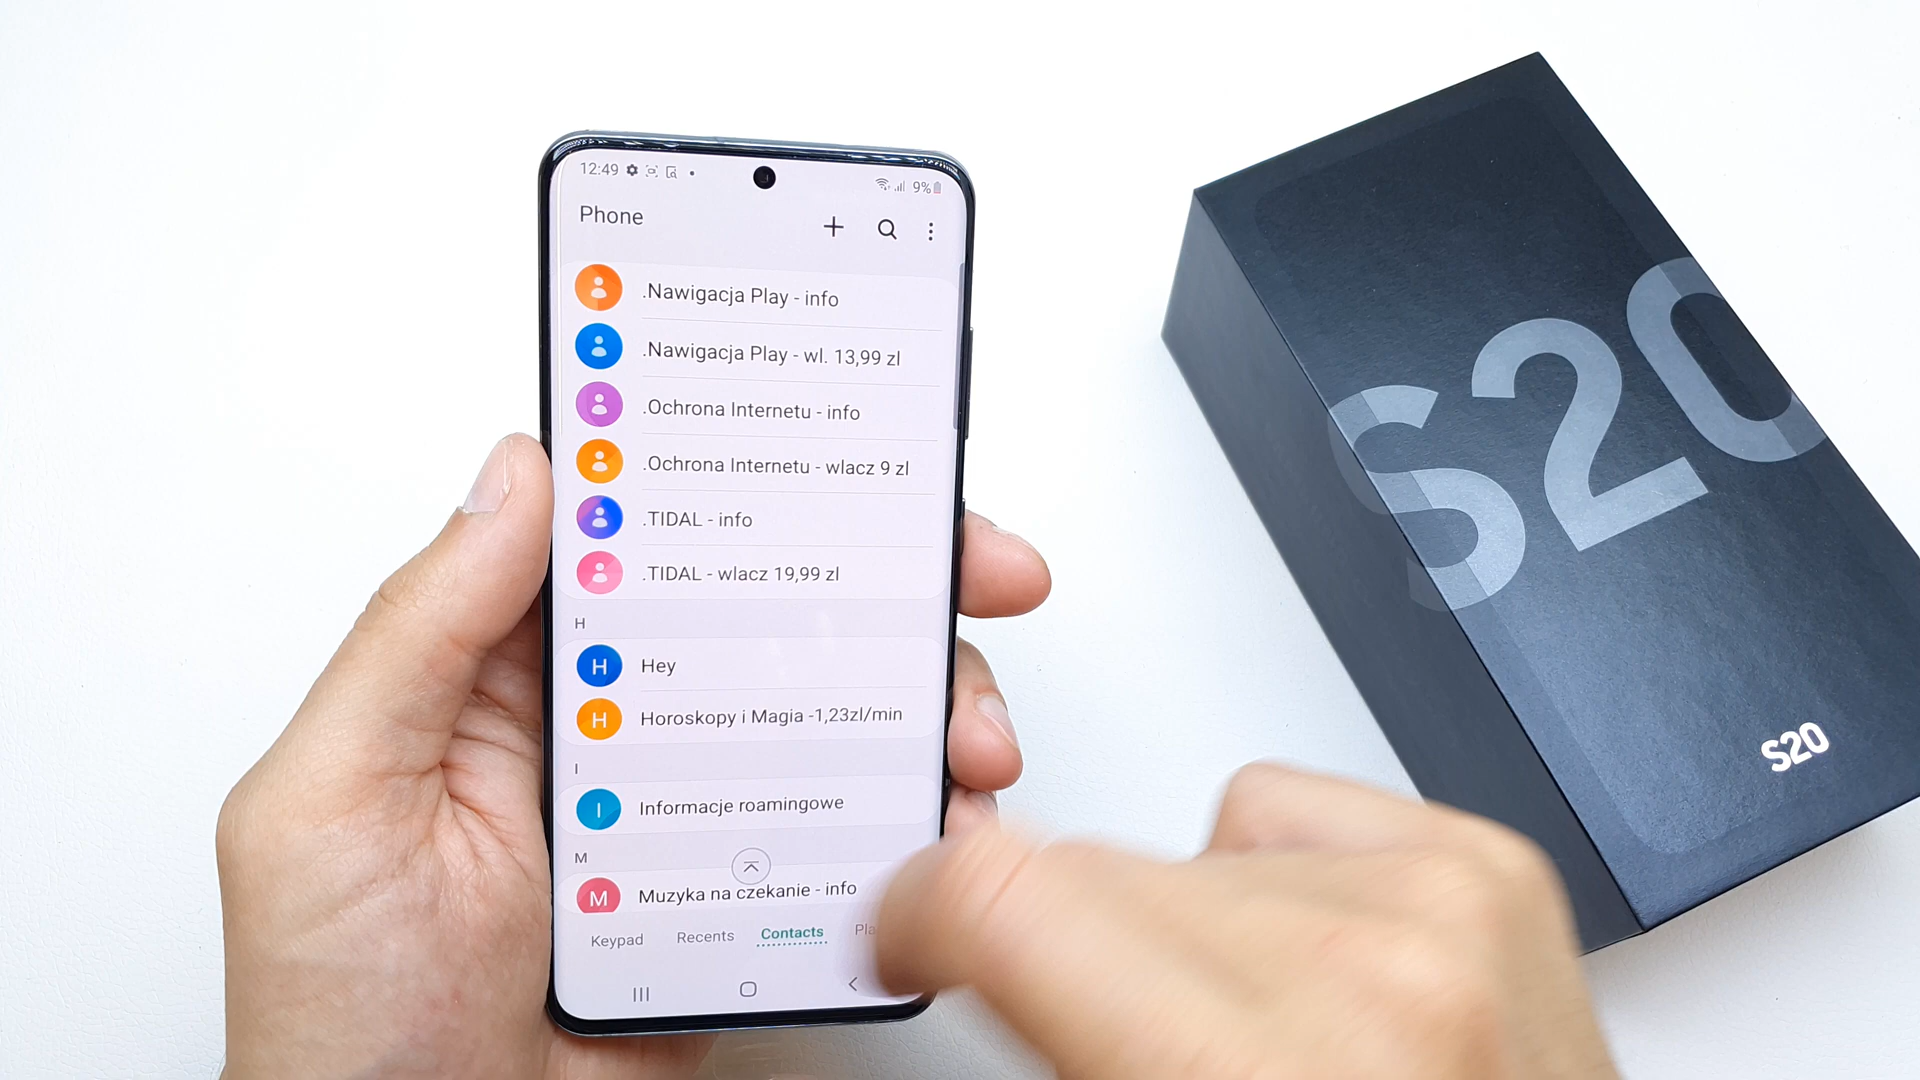 12:49
9%
Phone
.Nawigacja Play - info
.Nawigacja Play - wl. 13,99 zl
.Ochrona Internetu - info
.Ochrona Internetu - wlacz 9 zl
.TIDAL - info
.TIDAL - wlacz 19,99 zl
H
H Hey
H Horoskopy i Magia -1,23zl/min
I
I Informacje roamingowe
M
M Muzyka na czekanie - info
Keypad Recents Contacts
S20
S20